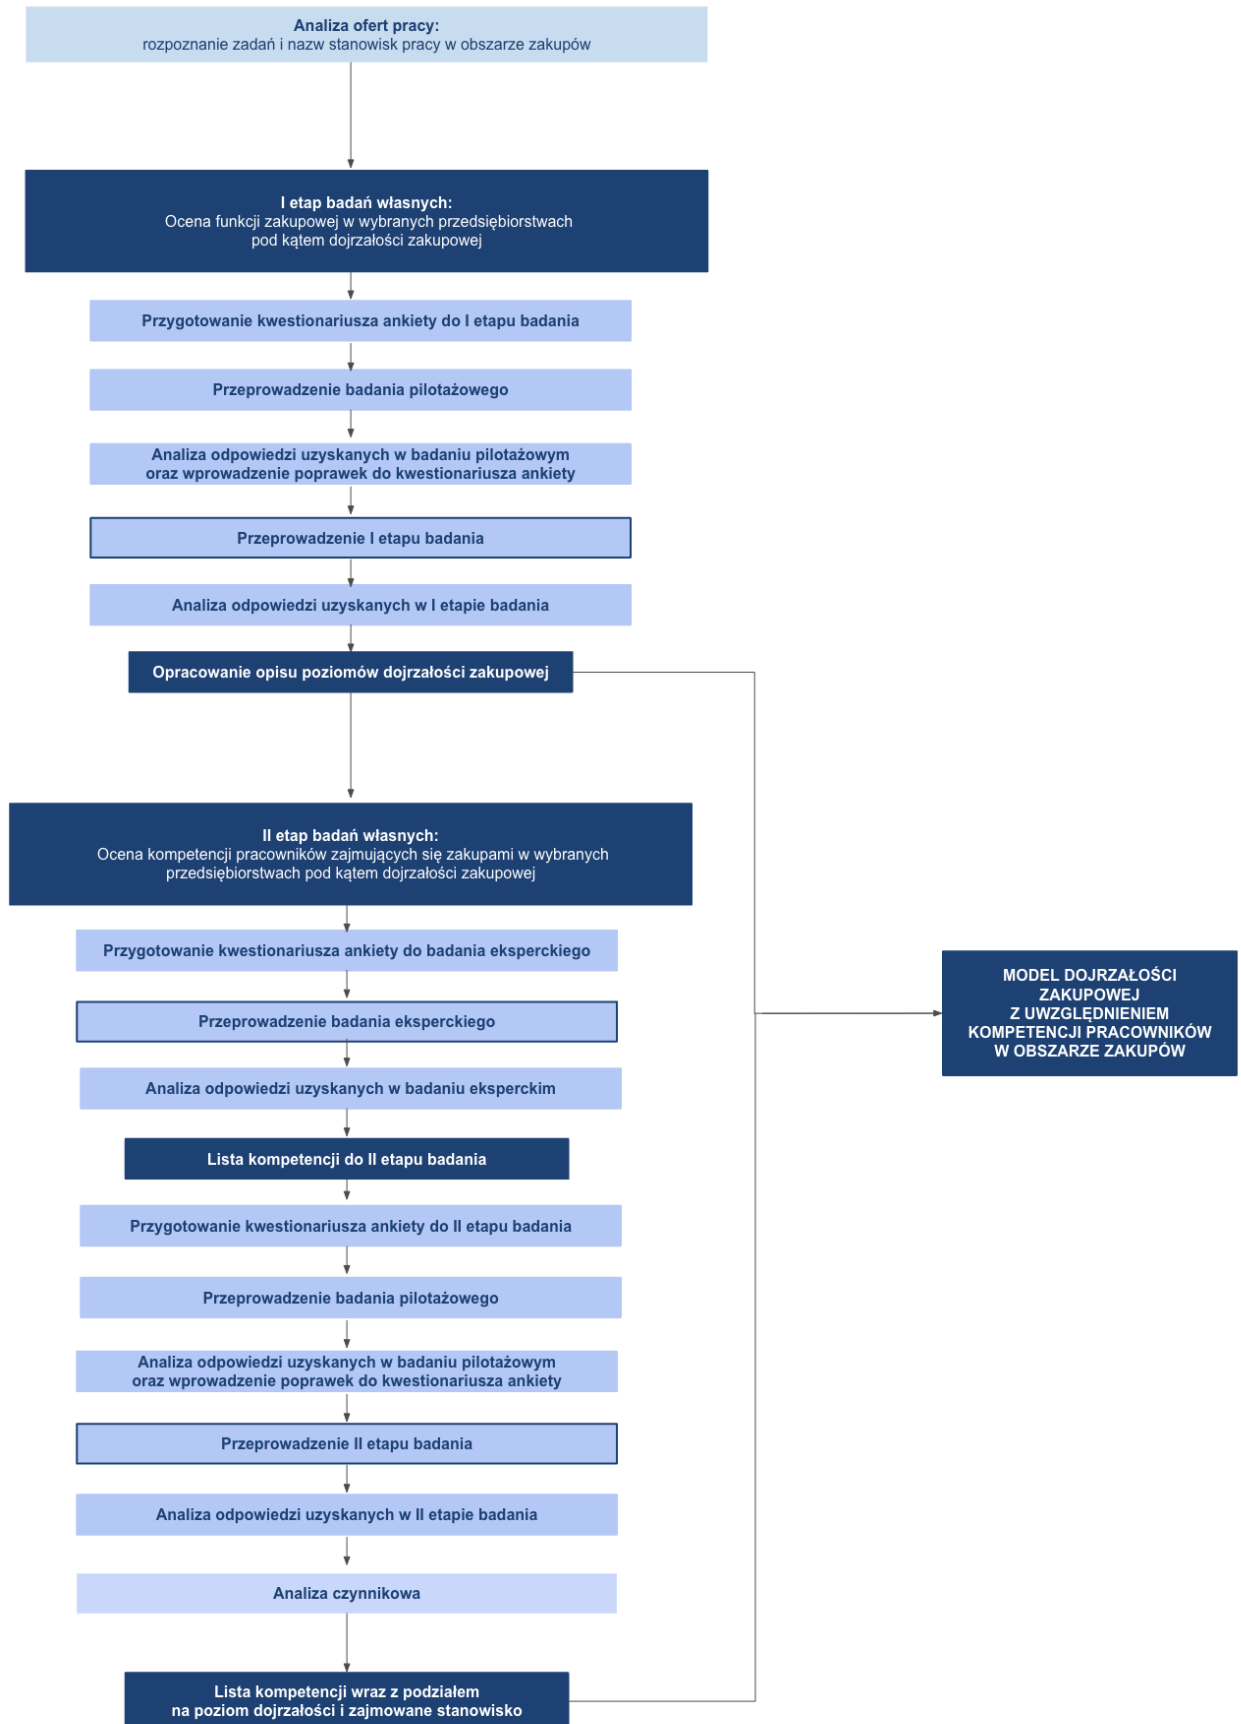 Analiza ofert pracy:
rozpoznanie zadań i nazw stanowisk pracy w obszarze zakupów
I etap badań własnych:
Ocena funkcji zakupowej w wybranych przedsiębiorstwach
pod kątem dojrzałości zakupowej
Przygotowanie kwestionariusza ankiety do I etapu badania
Przeprowadzenie badania pilotażowego
Analiza odpowiedzi uzyskanych w badaniu pilotażowym
oraz wprowadzenie poprawek do kwestionariusza ankiety
Przeprowadzenie I etapu badania
Analiza odpowiedzi uzyskanych w I etapie badania
Opracowanie opisu poziomów dojrzałości zakupowej
II etap badań własnych:
Ocena kompetencji pracowników zajmujących się zakupami w wybranych
przedsiębiorstwach pod kątem dojrzałości zakupowej
Przygotowanie kwestionariusza ankiety do badania eksperckiego
Przeprowadzenie badania eksperckiego
Analiza odpowiedzi uzyskanych w badaniu eksperckim
Lista kompetencji do II etapu badania
Przygotowanie kwestionariusza ankiety do II etapu badania
Przeprowadzenie badania pilotażowego
Analiza odpowiedzi uzyskanych w badaniu pilotażowym
oraz wprowadzenie poprawek do kwestionariusza ankiety
Przeprowadzenie II etapu badania
Analiza odpowiedzi uzyskanych w II etapie badania
Analiza czynnikowa
Lista kompetencji wraz z podziałem
na poziom dojrzałości i zajmowane stanowisko
MODEL DOJRZAŁOŚCI
ZAKUPOWEJ
Z UWZGLĘDNIENIEM
KOMPETENCJI PRACOWNIKÓW
W OBSZARZE ZAKUPÓW